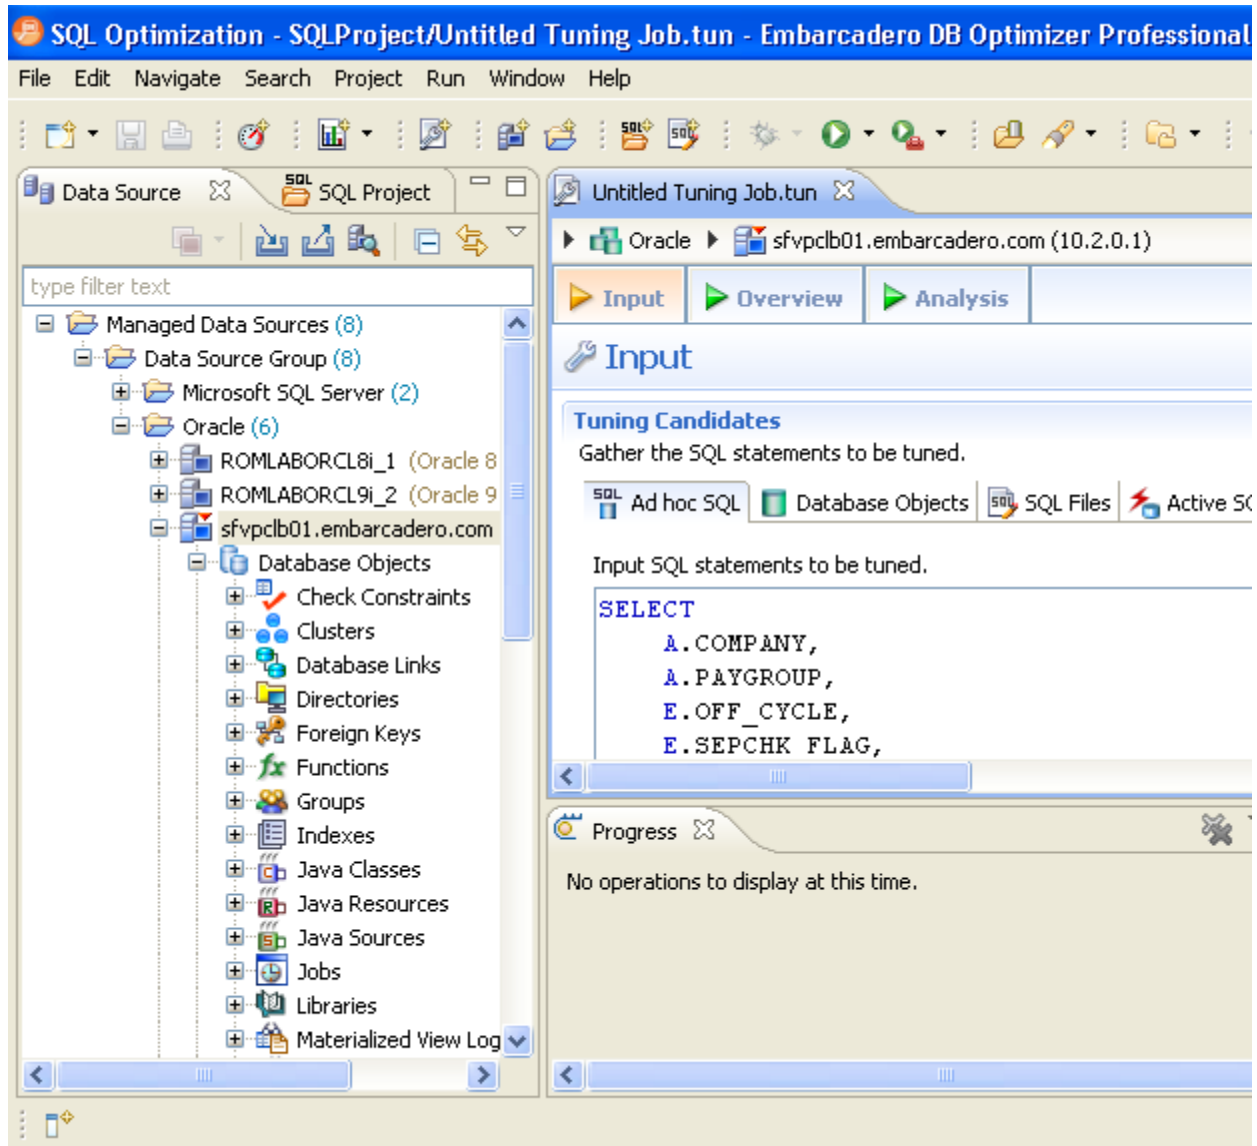 SQL Optimization - SQLProject/Untitled Tuning Job.tun - Embarcadero DB Optimizer Professional
File Edit Navigate Search Project Run Window Help
Data Source
SQL Project
type filter text
Managed Data Sources (8)
Data Source Group (8)
Microsoft SQL Server (2)
Oracle (6)
ROMLABORCL8i_1 (Oracle 8
ROMLABORCL9i_2 (Oracle 9
sfvpclb01.embarcadero.com
Database Objects
Check Constraints
Clusters
Database Links
Directories
Foreign Keys
Functions
Groups
Indexes
Java Classes
Java Resources
Java Sources
Jobs
Libraries
Materialized View Log
Untitled Tuning Job.tun
Oracle sfvpclb01.embarcadero.com (10.2.0.1)
Input Overview Analysis
Input
Tuning Candidates
Gather the SQL statements to be tuned.
Ad hoc SQL Database Objects SQL Files Active SQ
Input SQL statements to be tuned.
SELECT
A.COMPANY,
A.PAYGROUP,
E.OFF_CYCLE,
E.SEPCHK FLAG,
Progress
No operations to display at this time.